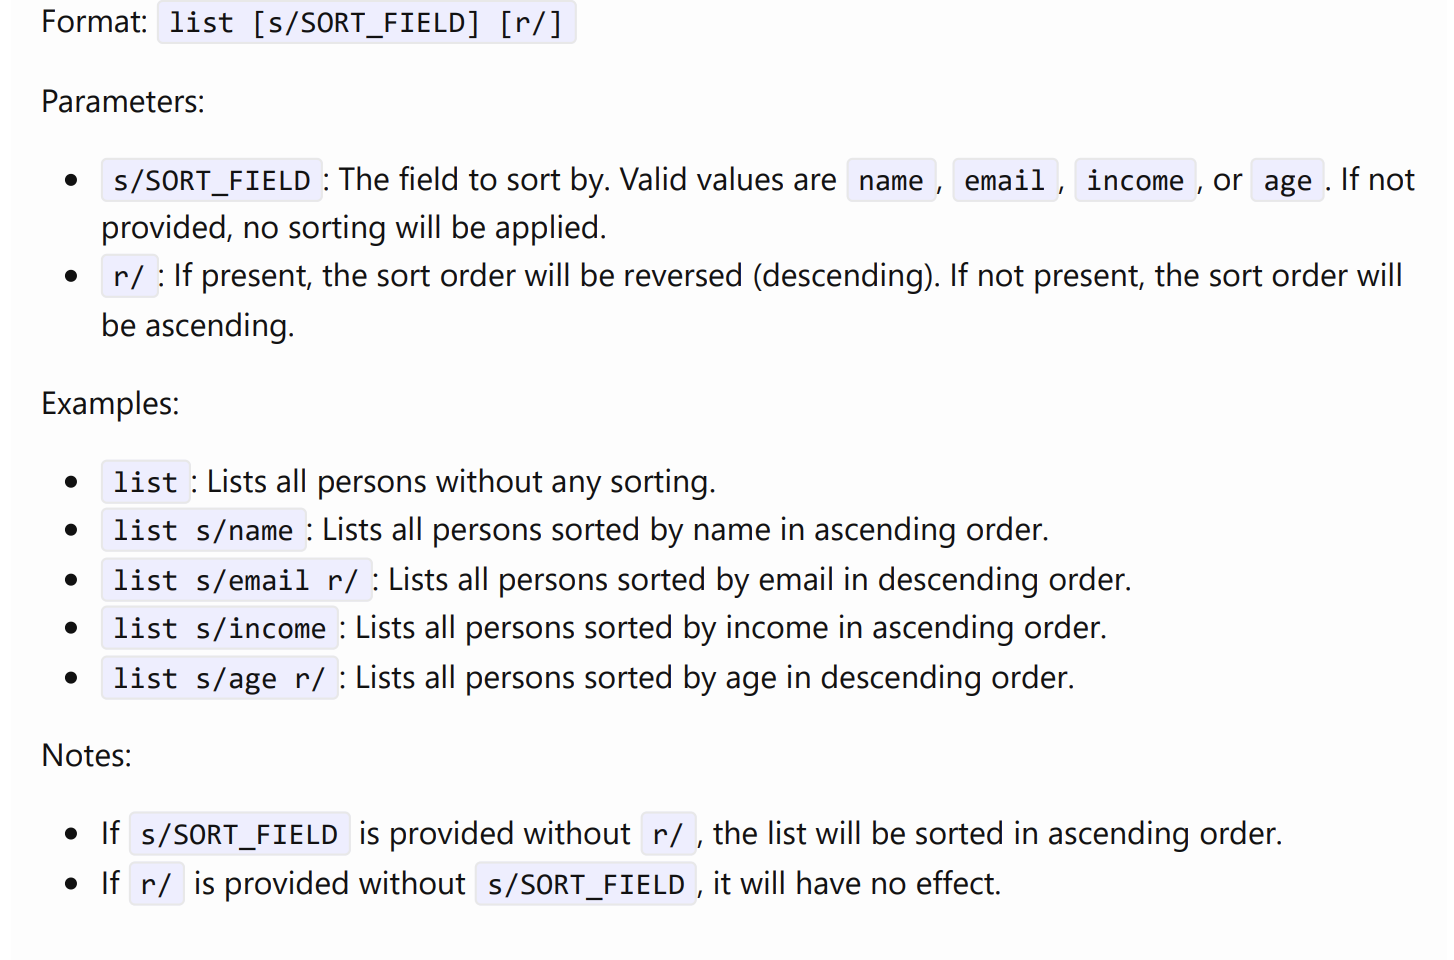 Format: list [s/SORT_FIELD] [r/]
Parameters:
s/SORT_FIELD : The field to sort by. Valid values are name , email , income , or age . If not
provided, no sorting will be applied.
r/ : If present, the sort order will be reversed (descending). If not present, the sort order will
be ascending.
Examples:
list : Lists all persons without any sorting.
list s/name : Lists all persons sorted by name in ascending order.
list s/email r/ : Lists all persons sorted by email in descending order.
list s/income : Lists all persons sorted by income in ascending order.
list s/age r/ : Lists all persons sorted by age in descending order.
Notes:
If s/SORT_FIELD is provided without r/ , the list will be sorted in ascending order.
If r/ is provided without s/SORT_FIELD , it will have no effect.